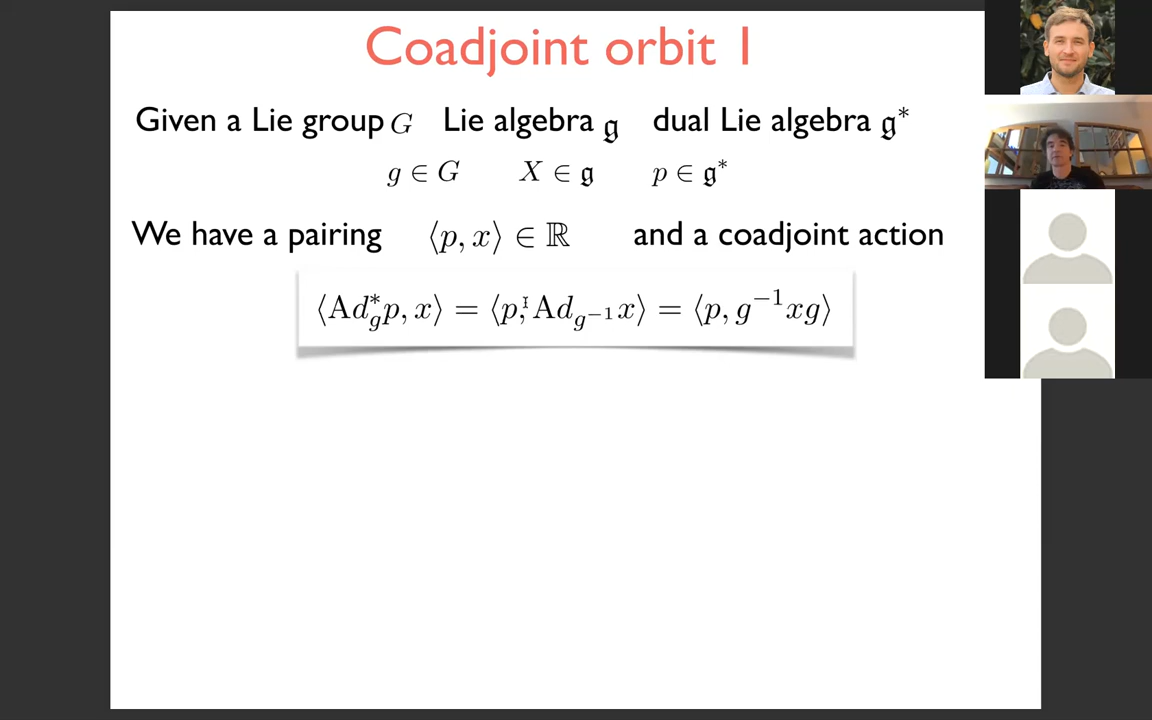 Coadjoint orbit 1
Given a Lie group G Lie algebra 𝔤 dual Lie algebra 𝔤*
g ∈ G X ∈ 𝔤 p ∈ 𝔤*
We have a pairing ⟨p, x⟩ ∈ ℝ and a coadjoint action
⟨Ad*_g p, x⟩ = ⟨p, Ad_{g⁻¹} x⟩ = ⟨p, g⁻¹xg⟩